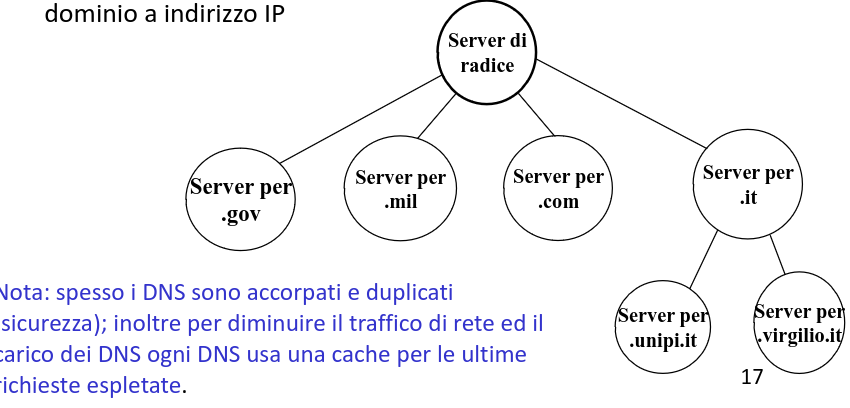 dominio a indirizzo IP
Server di
radice
Server per
.gov
Server per
.mil
Server per
.com
Server per
.it
Nota: spesso i DNS sono accorpati e duplicati
sicurezza); inoltre per diminuire il traffico di rete ed il
carico dei DNS ogni DNS usa una cache per le ultime
richieste espletate.
Server per
.unipi.it
Server per
.virgilio.it
17